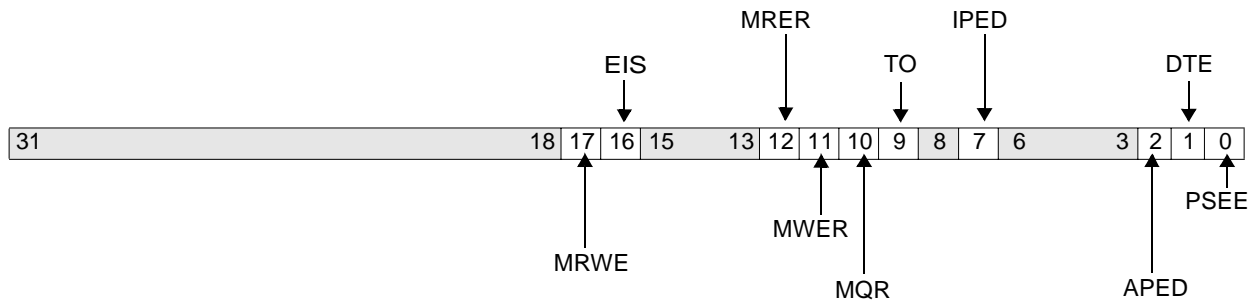 MRER IPED
EIS TO DTE
31 18 17 16 15 13 12 11 10 9 8 7 6 3 2 1 0
PSEE
MWER
MRWE
MQR APED